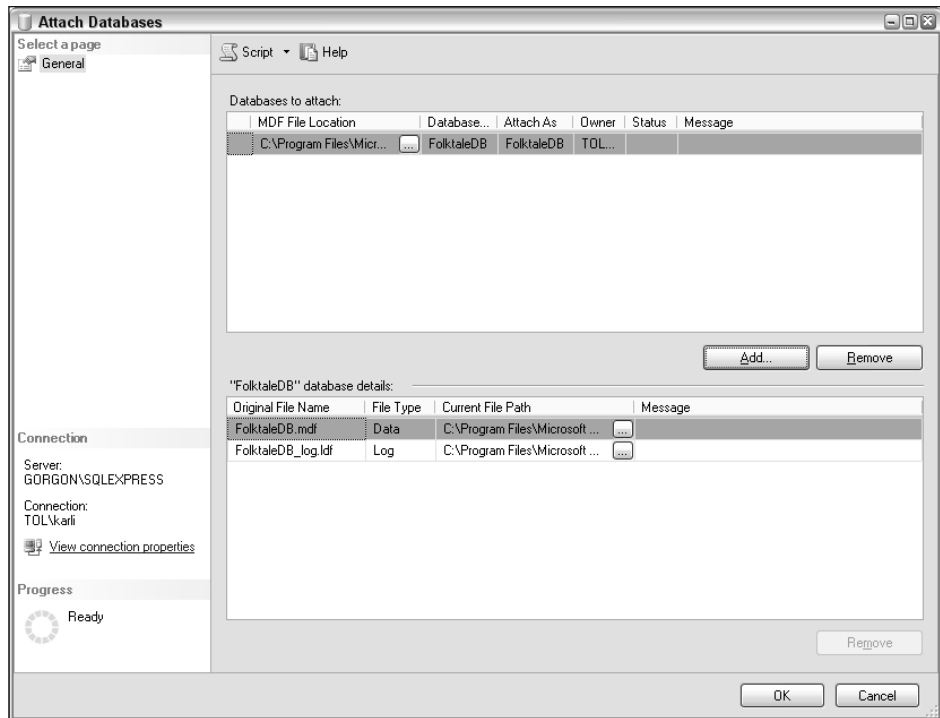 Attach Databases
Select a page
General
Script
Help
Databases to attach:
MDF File Location Database... Attach As Owner Status Message
C:\Program Files\Micr... ... FolktaleDB FolktaleDB TOL...
Add... Remove
"FolktaleDB" database details:
Original File Name File Type Current File Path Message
FolktaleDB.mdf Data C:\Program Files\Microsoft ... ...
FolktaleDB_log.ldf Log C:\Program Files\Microsoft ... ...
Remove
Connection
Server:
GORGON\SQLEXPRESS
Connection:
TOL\karli
View connection properties
Progress
Ready
OK Cancel